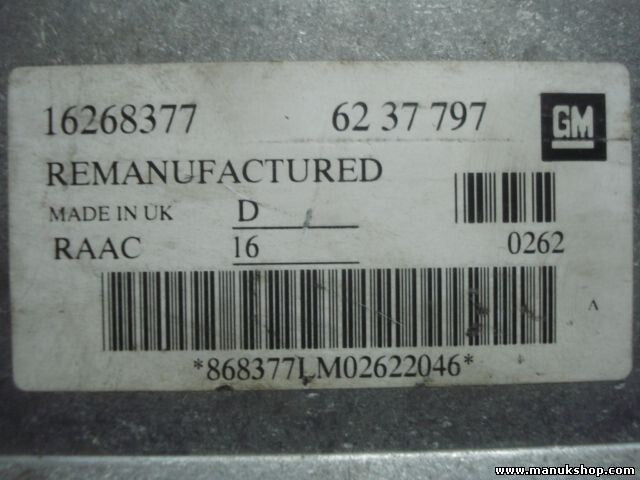 16268377 62 37 797 GM
REMANUFACTURED
MADE IN UK D
RAAC 16 0262
A
*868377LM02622046*
www.manukshop.com